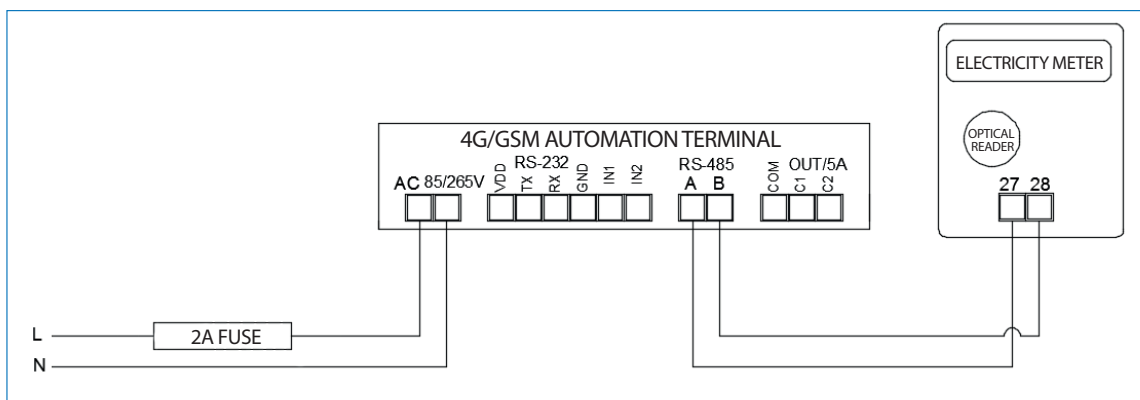 ELECTRICITY METER
OPTICAL
READER
27 28
4G/GSM AUTOMATION TERMINAL
AC 85/265V
RS-232
VDD TX RX GND IN1 IN2
RS-485
A B
OUT/5A
COM C1 C2
L
2A FUSE
N